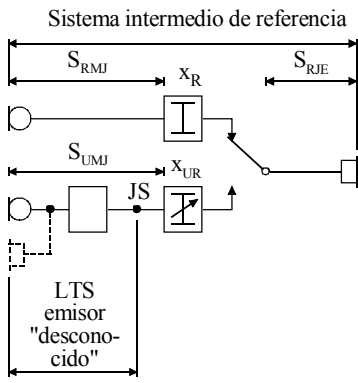 Sistema intermedio de referencia
S_RMJ
x_R
S_RJE
S_UMJ
JS
x_UR
LTS
emisor
"descono-
cido"